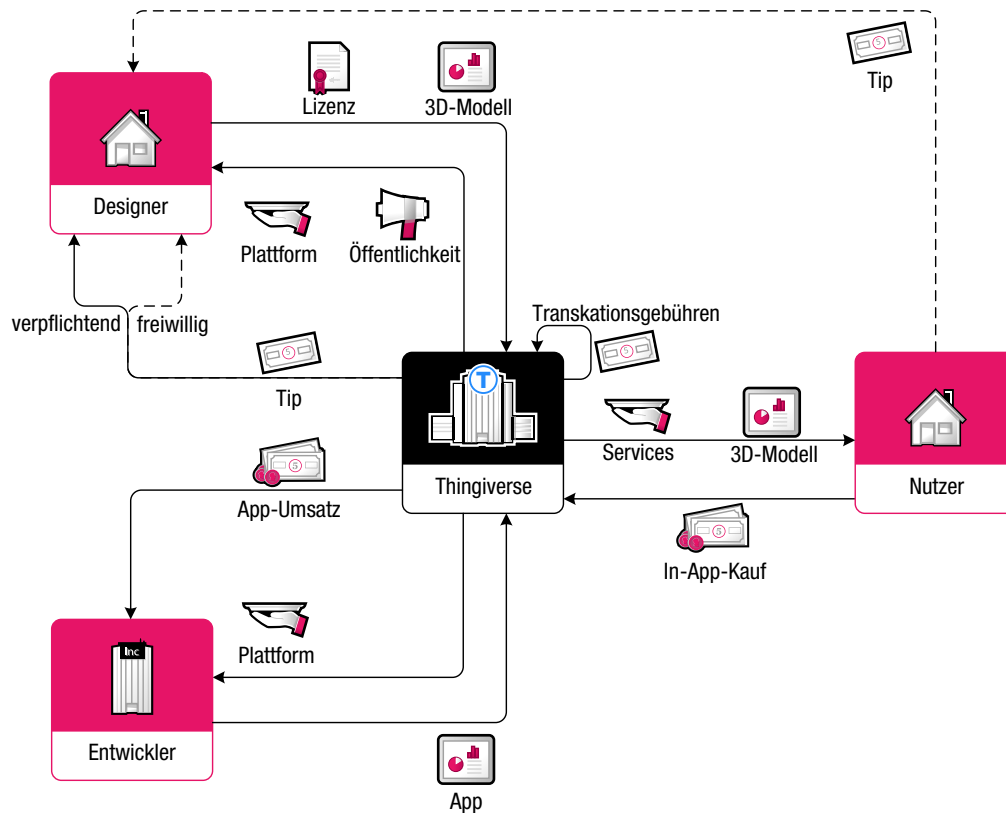 Tip
Lizenz
3D-Modell
Designer
Plattform
Öffentlichkeit
verpflichtend
freiwillig
Tip
Transkationsgebühren
T
Thingiverse
Services
3D-Modell
Nutzer
App-Umsatz
In-App-Kauf
Inc
Plattform
Entwickler
App